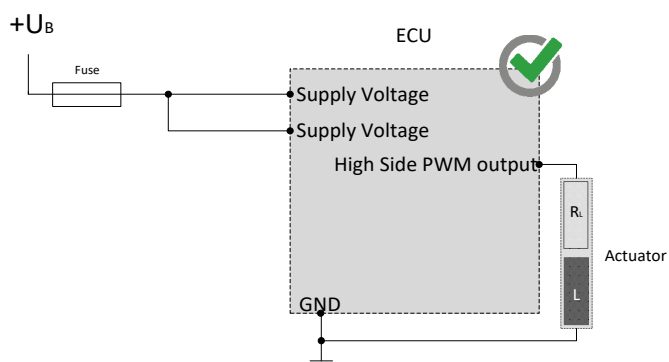 +UB
ECU
Fuse
Supply Voltage
Supply Voltage
High Side PWM output
RL
Actuator
L
GND